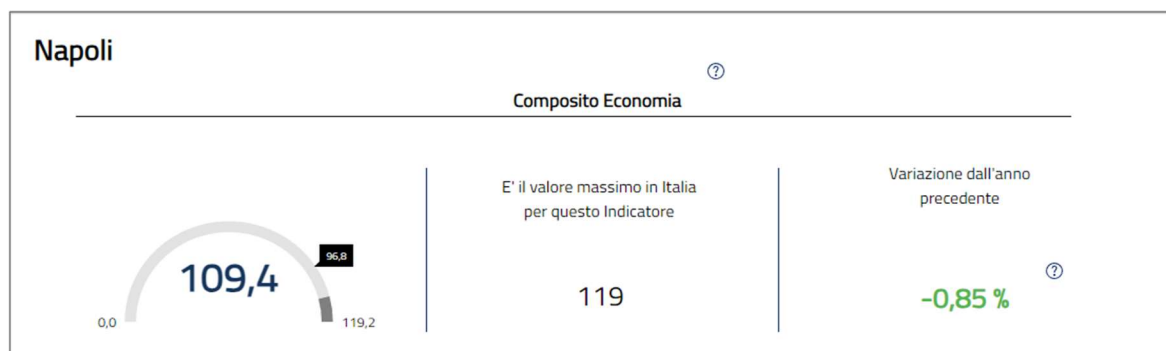 Napoli
?
Composito Economia
E' il valore massimo in Italia
per questo Indicatore
Variazione dall'anno
precedente
96,8
109,4
0,0
119,2
119
?
-0,85 %